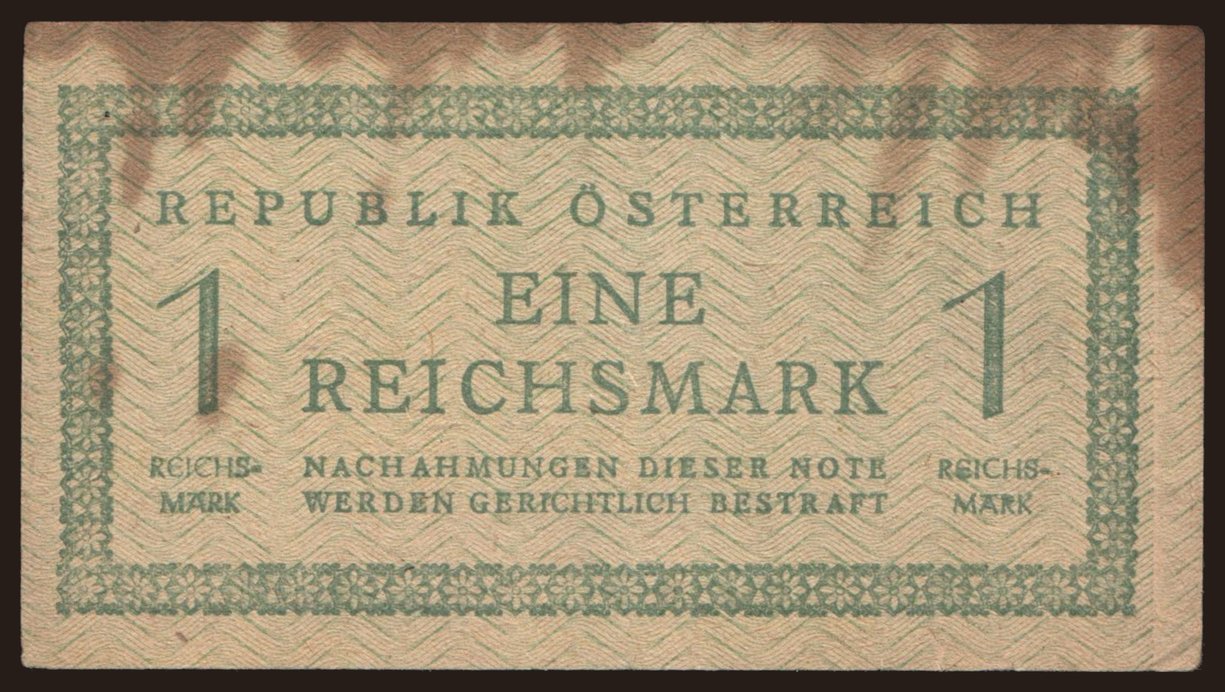 REPUBLIK ÖSTERREICH
1 EINE 1
REICHSMARK
REICHS- NACHAHMUNGEN DIESER NOTE REICHS-
MARK WERDEN GERICHTLICH BESTRAFT MARK